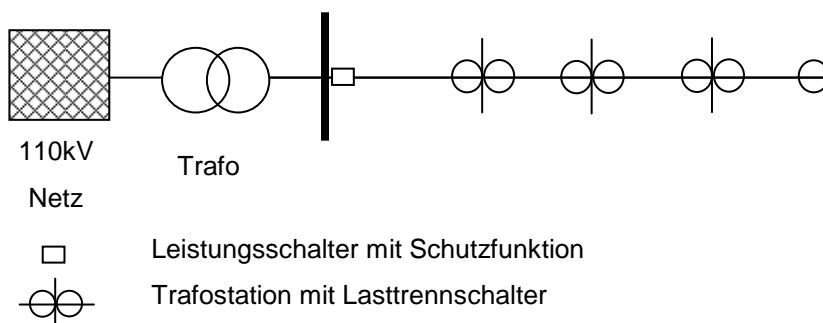 110kV
Netz
Trafo
Leistungsschalter mit Schutzfunktion
Trafostation mit Lasttrennschalter